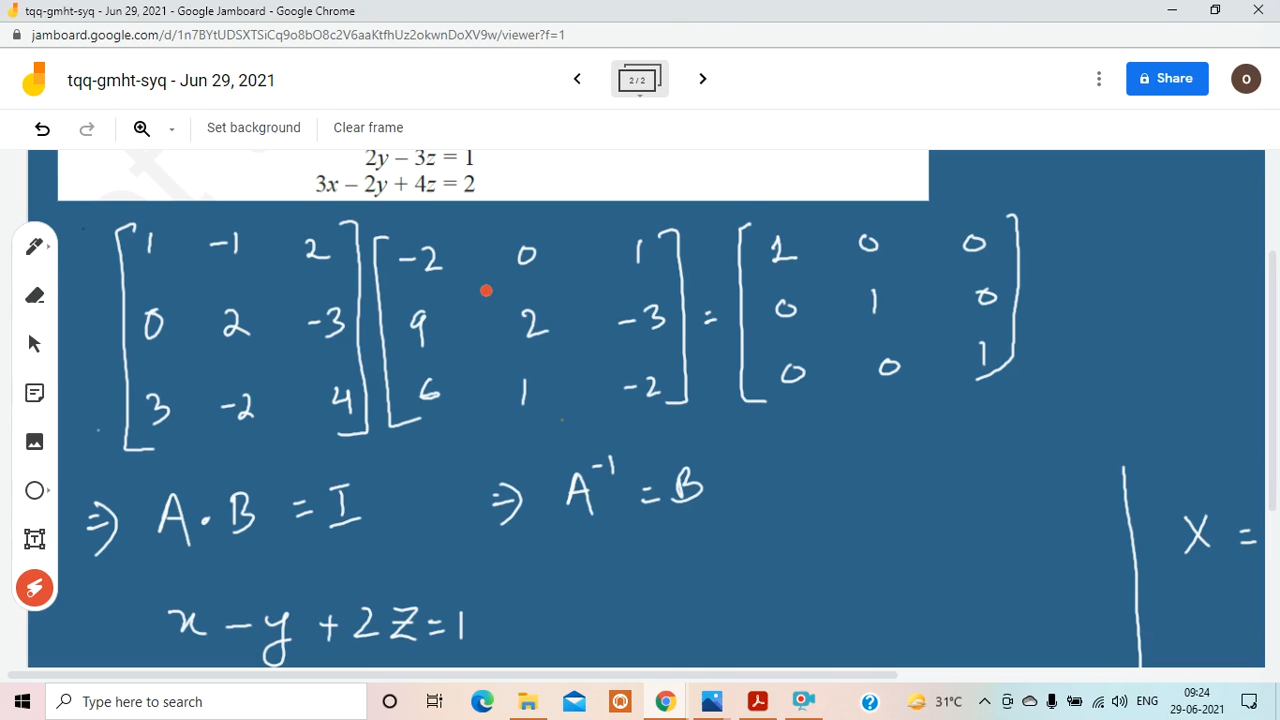 tqq-gmht-syq - Jun 29, 2021 - Google Jamboard - Google Chrome
jamboard.google.com/d/1n7BYtUDSXTSiCq9o8bO8c2V6aaKtfhUz2okwnDoXV9w/viewer?f=1
tqq-gmht-syq - Jun 29, 2021
2 / 2
Share
O
Set background
Clear frame
2y – 3z = 1
3x – 2y + 4z = 2
[1 -1 2] [-2 0 1] [1 0 0]
[0 2 -3] [9 2 -3] = [0 1 0]
[3 -2 4] [6 1 -2] [0 0 1]
⇒ A . B = I ⇒ A⁻¹ = B
X =
x - y + 2z = 1
Type here to search
31°C
ENG
09:24
29-06-2021